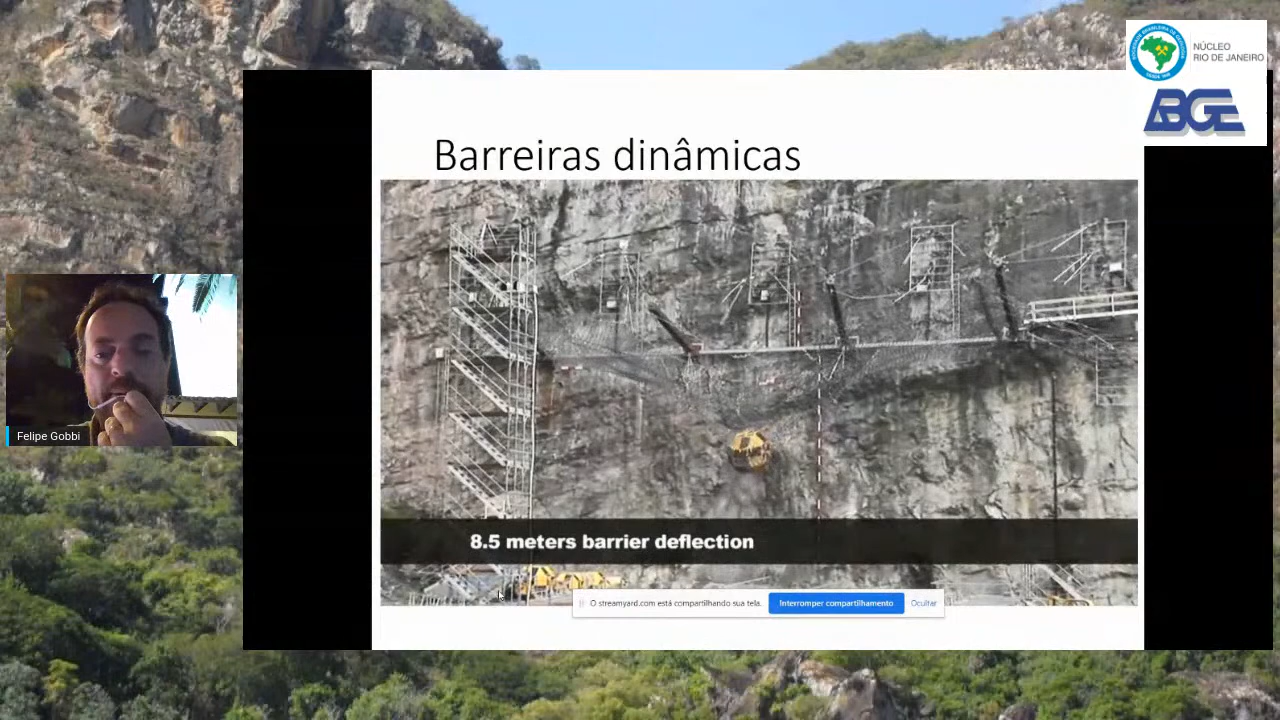 NÚCLEO
RIO DE JANEIRO
ABGE
Barreiras dinâmicas
Felipe Gobbi
8.5 meters barrier deflection
O streamyard.com está compartilhando sua tela.
Interromper compartilhamento
Ocultar